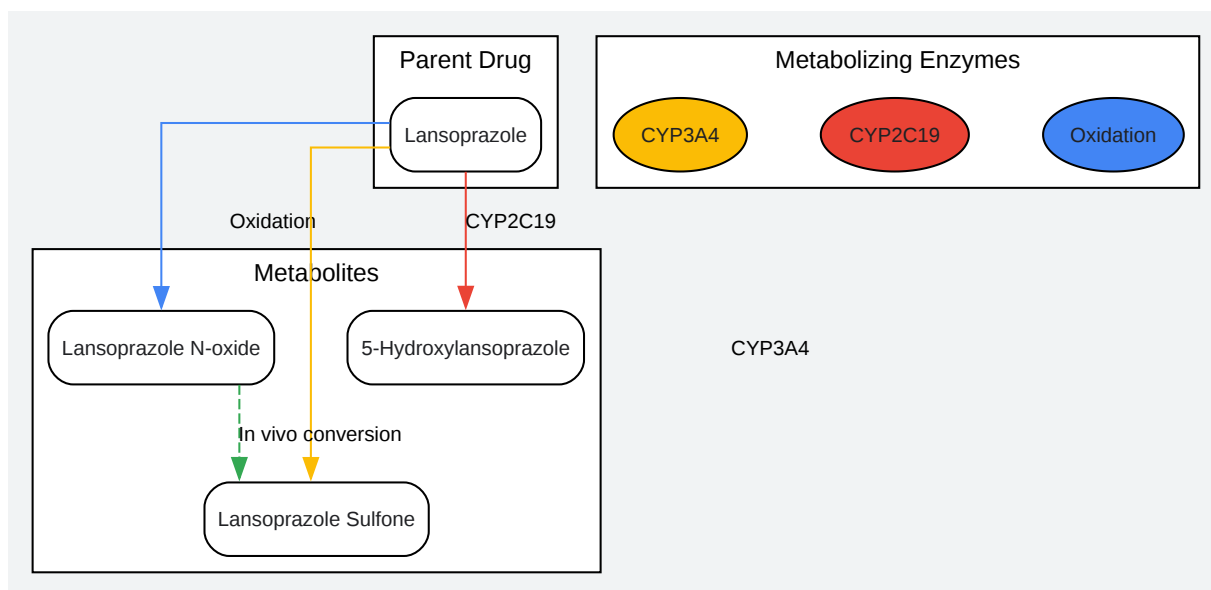 Parent Drug
Metabolizing Enzymes
Lansoprazole
CYP3A4
CYP2C19
Oxidation
Oxidation
CYP2C19
Metabolites
Lansoprazole N-oxide
5-Hydroxylansoprazole
CYP3A4
In vivo conversion
Lansoprazole Sulfone